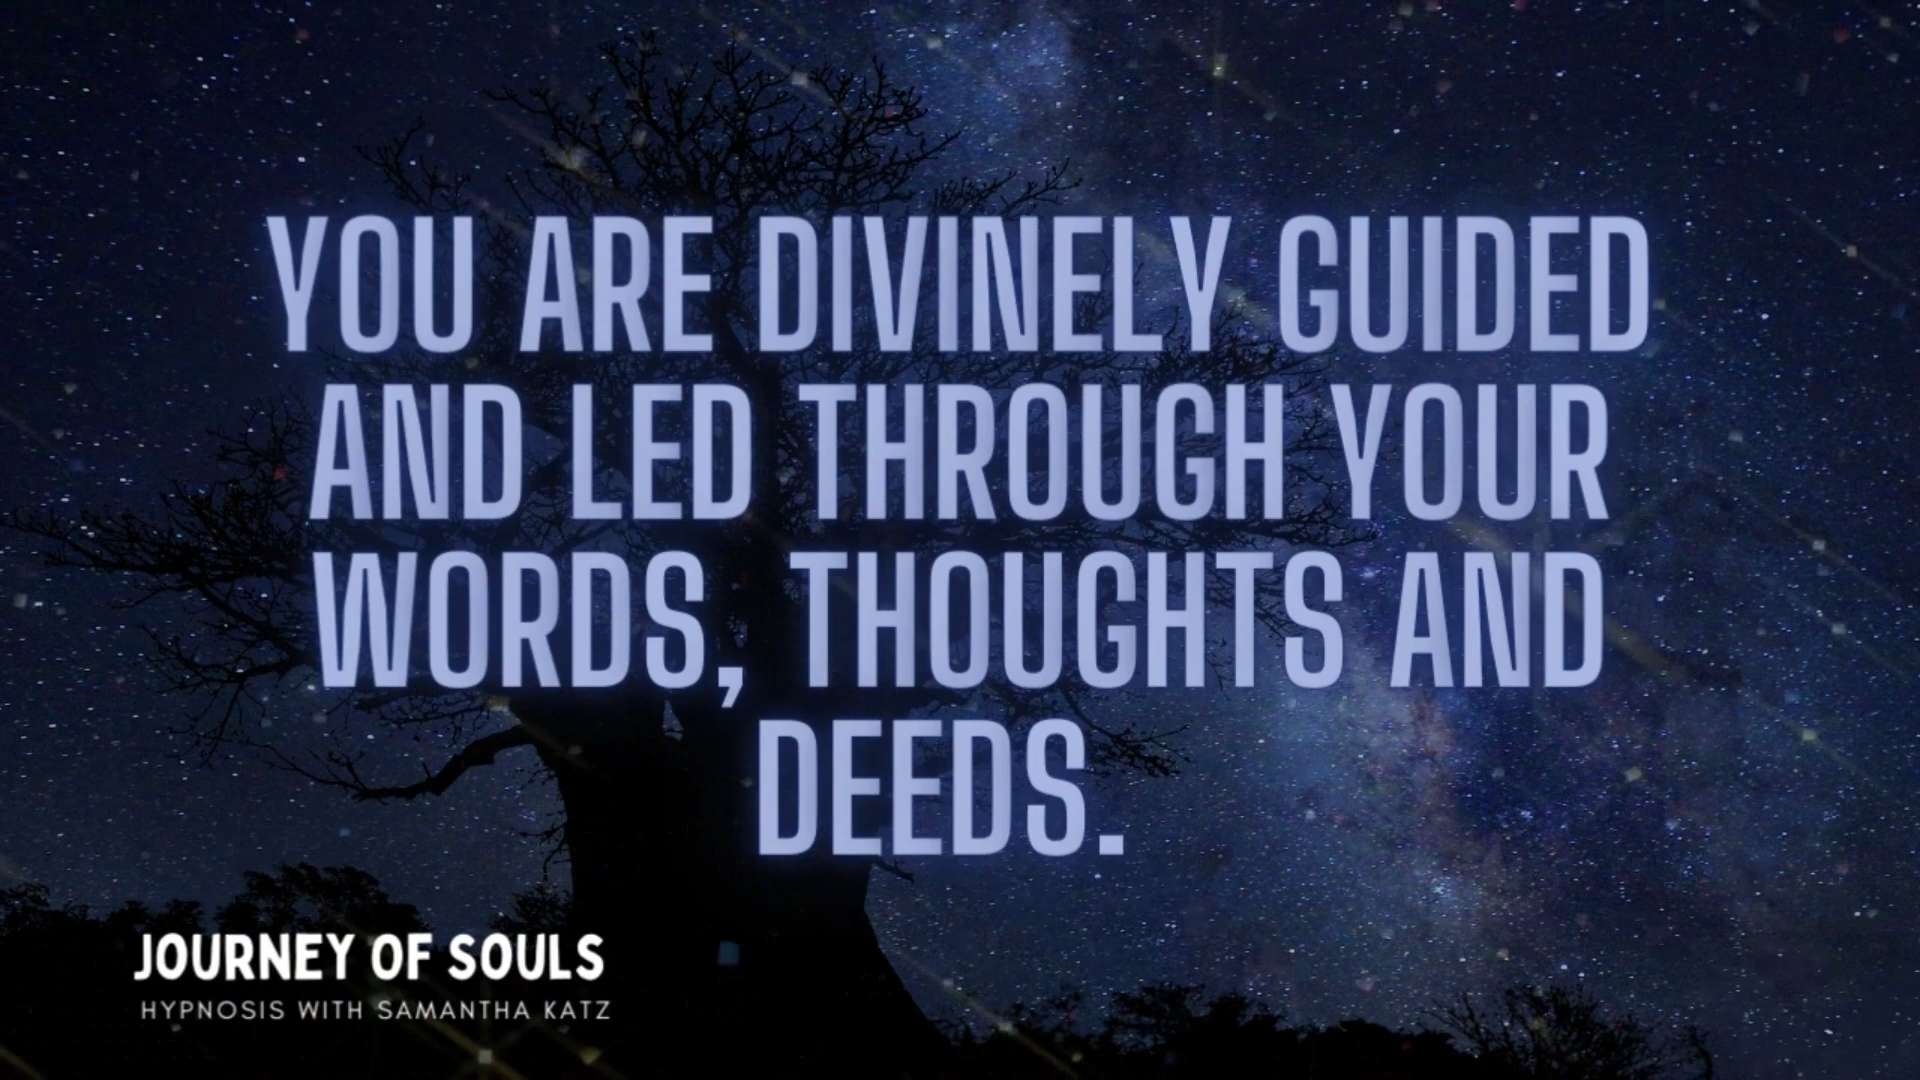 YOU ARE DIVINELY GUIDED
AND LED THROUGH YOUR
WORDS, THOUGHTS AND
DEEDS.
JOURNEY OF SOULS
HYPNOSIS WITH SAMANTHA KATZ